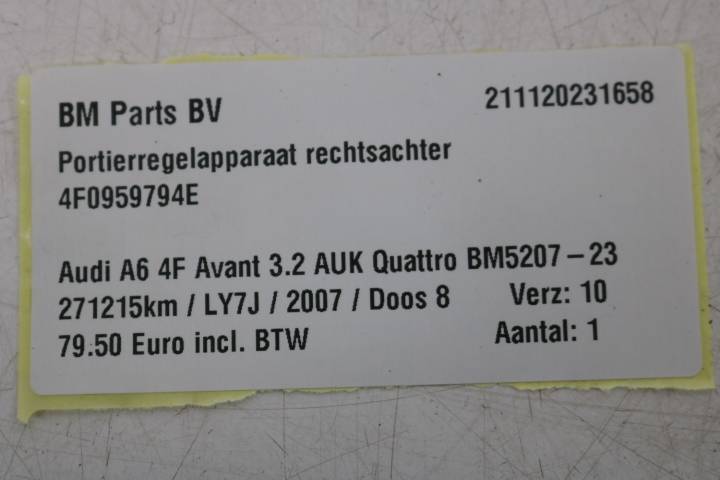 BM Parts BV 211120231658
Portierregelapparaat rechtsachter
4F0959794E
Audi A6 4F Avant 3.2 AUK Quattro BM5207-23
271215km / LY7J / 2007 / Doos 8 Verz: 10
79.50 Euro incl. BTW Aantal: 1